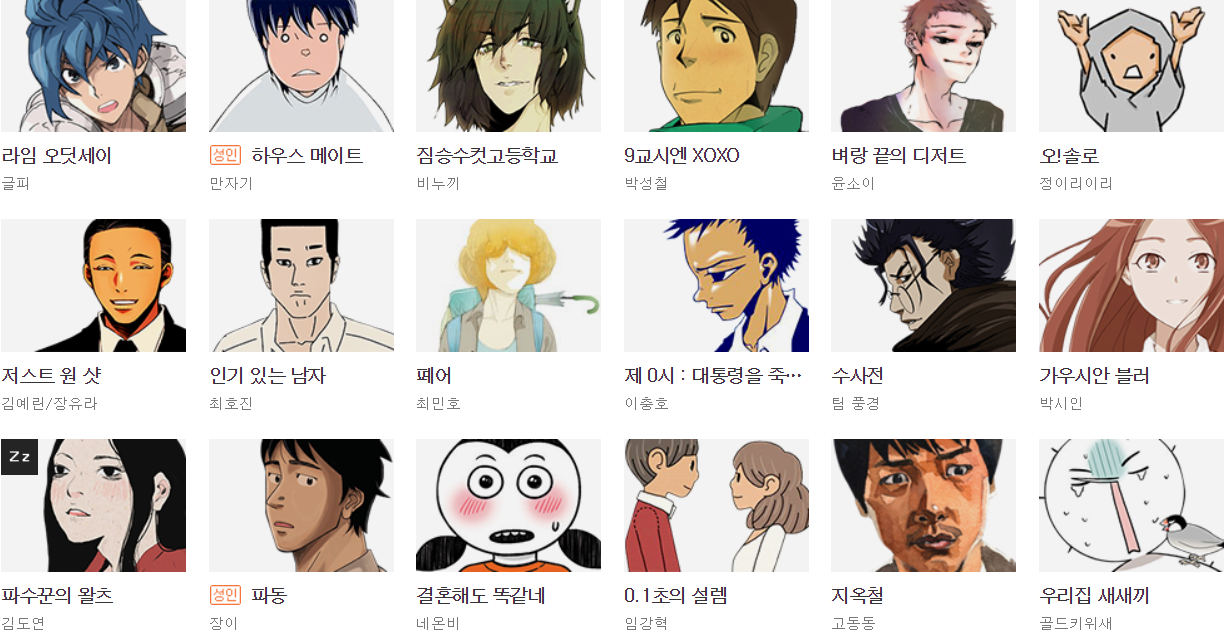 라임 오딧세이
글피
성인 하우스 메이트
만자기
짐승수컷고등학교
비누끼
9교시엔 XOXO
박성철
벼랑 끝의 디저트
윤소이
오!솔로
정이리이리
저스트 원 샷
김예린/장유라
인기 있는 남자
최호진
페어
최민호
제 0시 : 대통령을 죽…
이충호
수사전
팀 풍경
가우시안 블러
박시인
Zz
파수꾼의 왈츠
김도연
성인 파동
장이
결혼해도 똑같네
네온비
0.1초의 설렘
임강혁
지옥철
고동동
우리집 새새끼
골드키위새